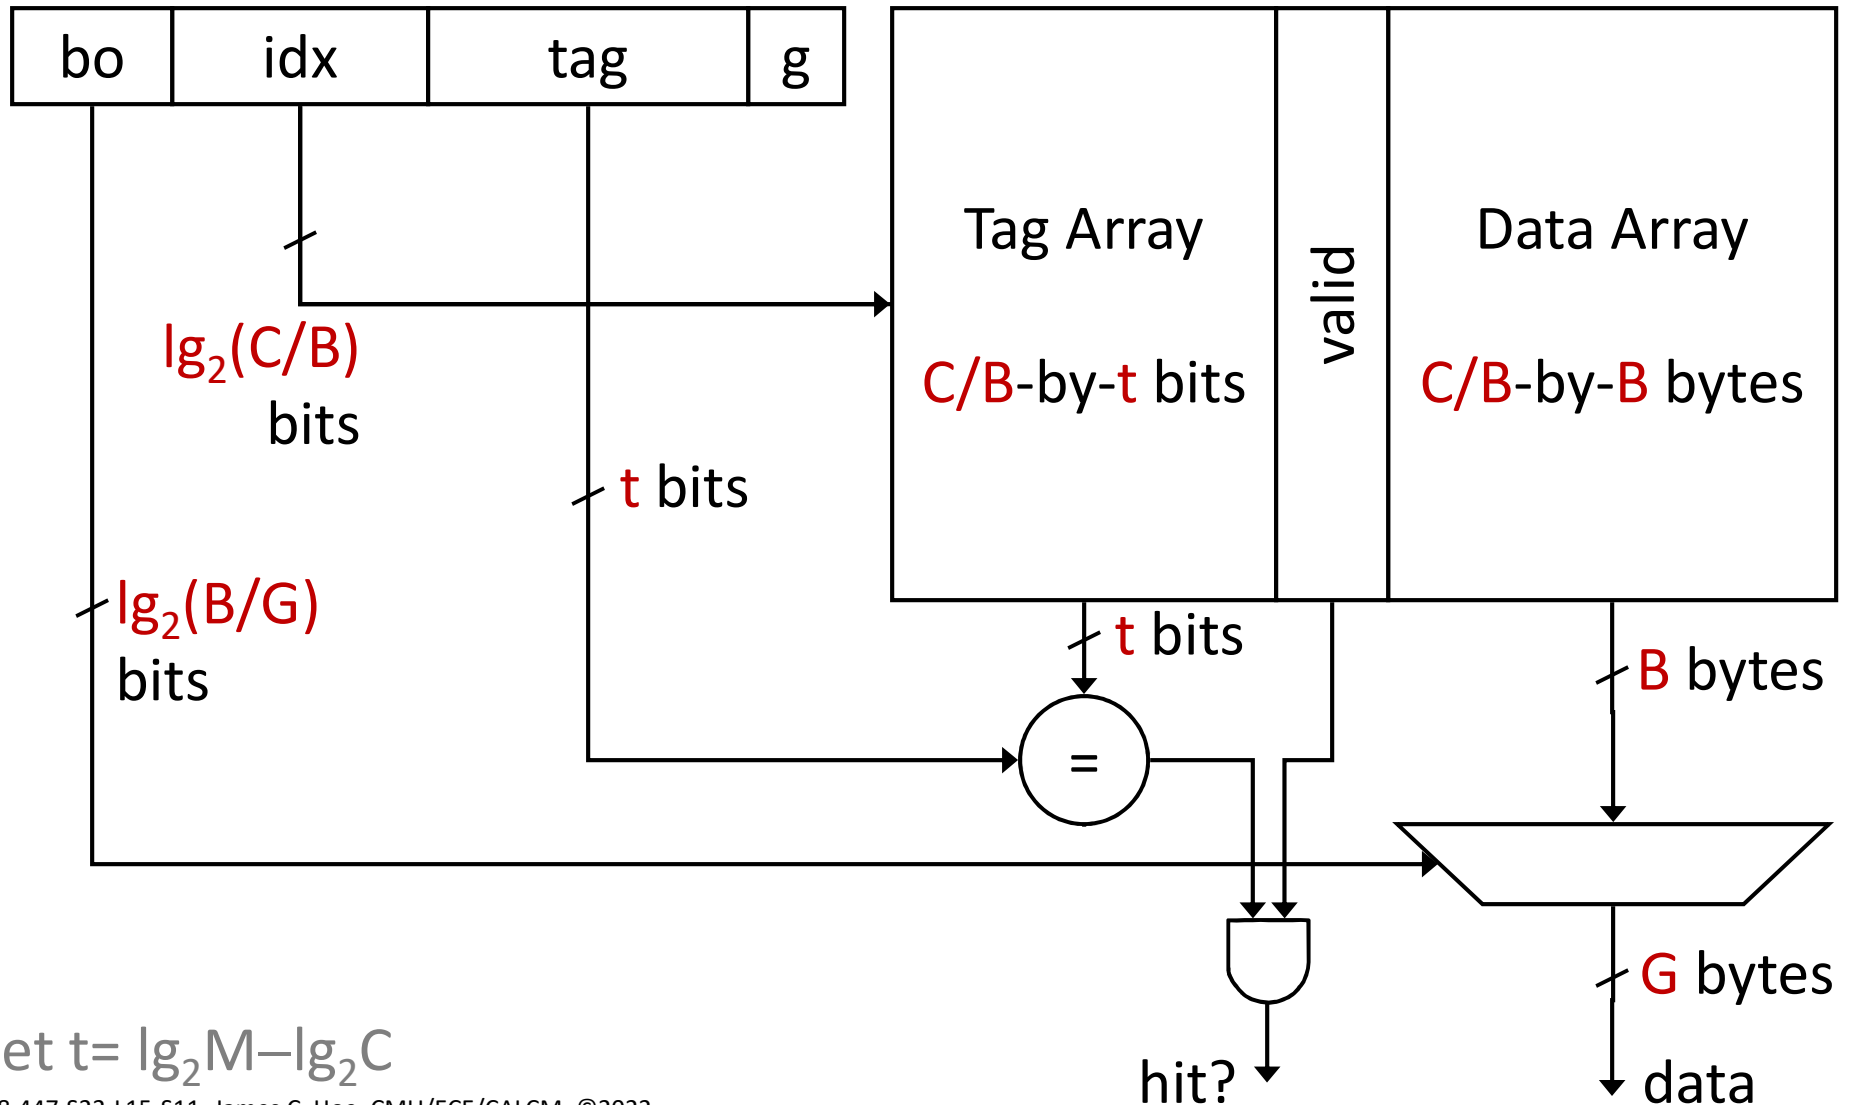 bo idx tag g
Tag Array
valid
Data Array
lg2(C/B)
bits
C/B-by-t bits
C/B-by-B bytes
t bits
lg2(B/G)
bits
t bits
B bytes
=
G bytes
et t= lg2M–lg2C
hit?
data